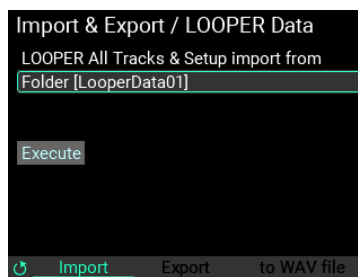 Import & Export / LOOPER Data
LOOPER All Tracks & Setup import from
Folder [LooperData01]
Execute
Import Export to WAV file